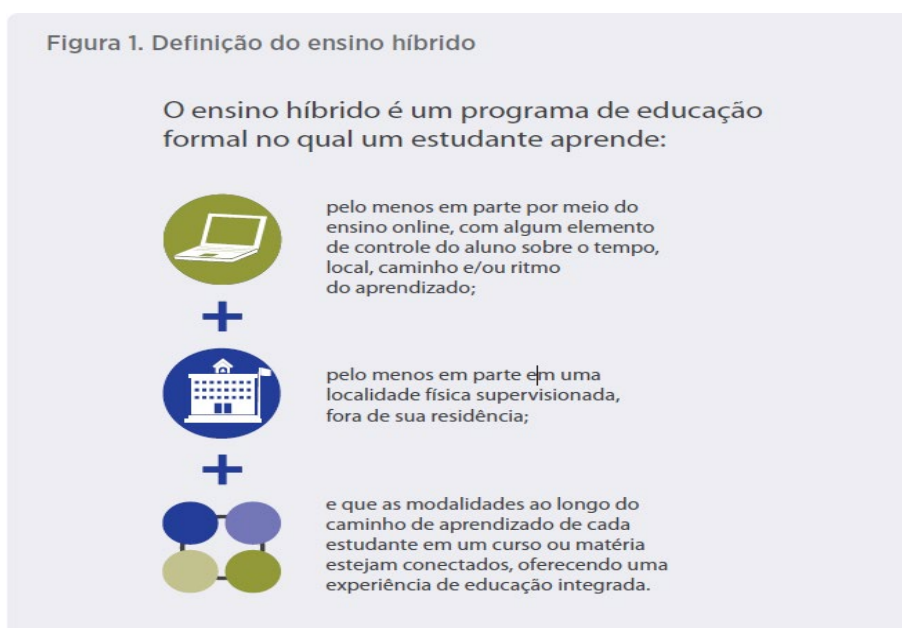 Figura 1. Definição do ensino híbrido
O ensino híbrido é um programa de educação
formal no qual um estudante aprende:
pelo menos em parte por meio do
ensino online, com algum elemento
de controle do aluno sobre o tempo,
local, caminho e/ou ritmo
do aprendizado;
pelo menos em parte em uma
localidade física supervisionada,
fora de sua residência;
e que as modalidades ao longo do
caminho de aprendizado de cada
estudante em um curso ou matéria
estejam conectados, oferecendo uma
experiência de educação integrada.